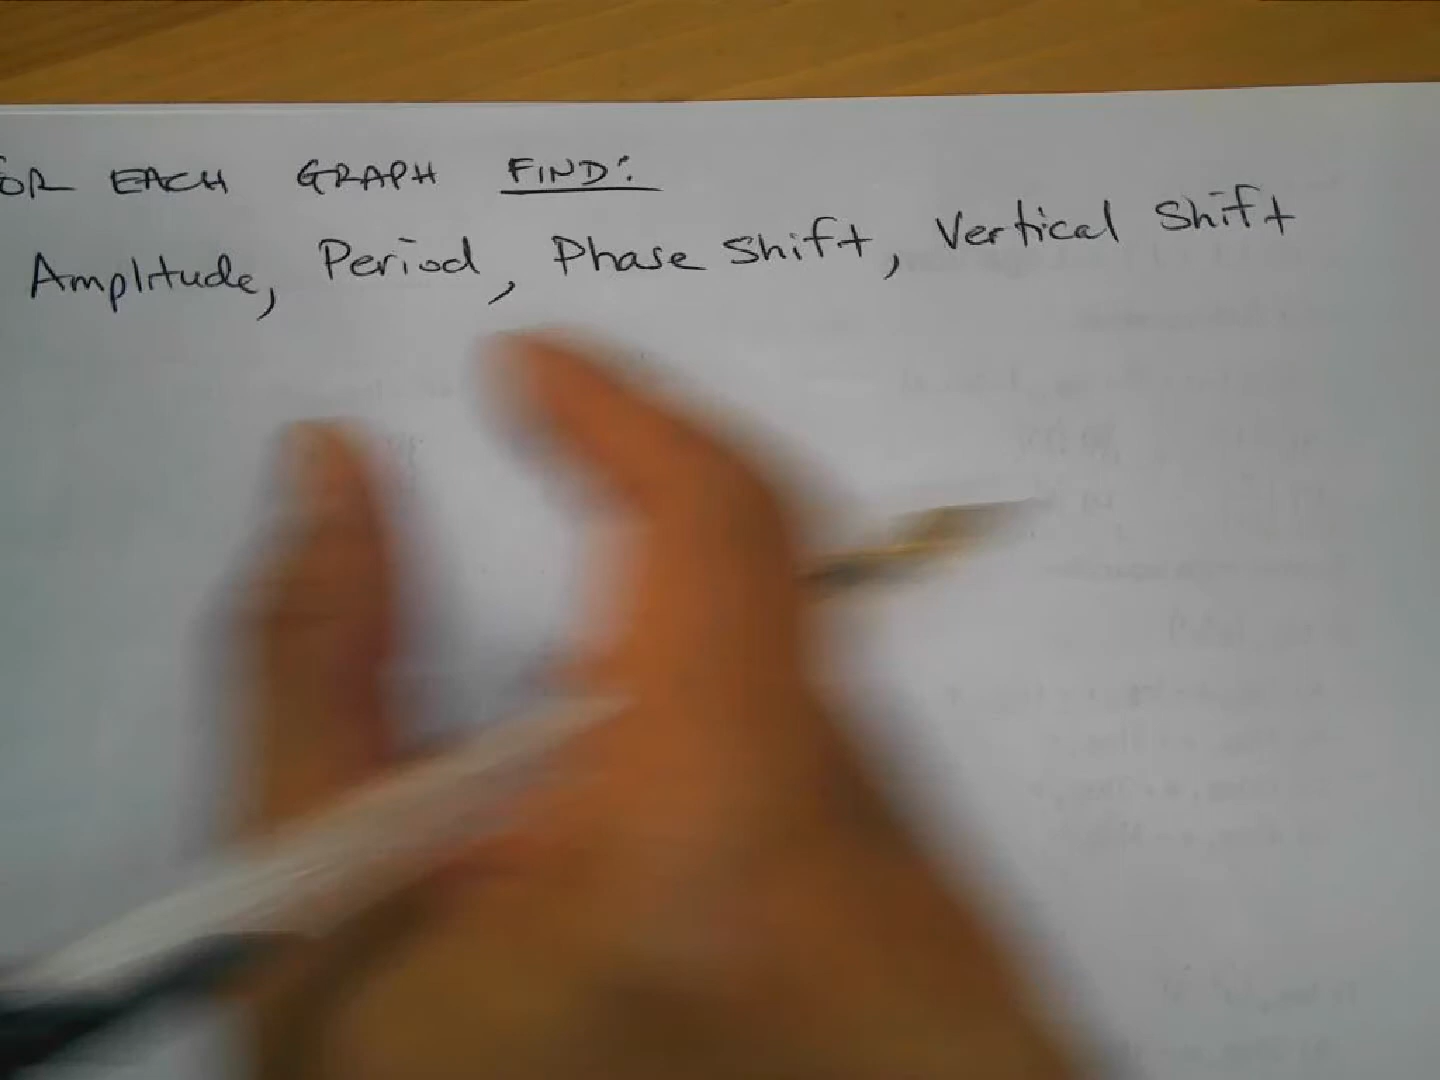 OR EACH GRAPH FIND:
Amplitude, Period, Phase Shift, Vertical Shift